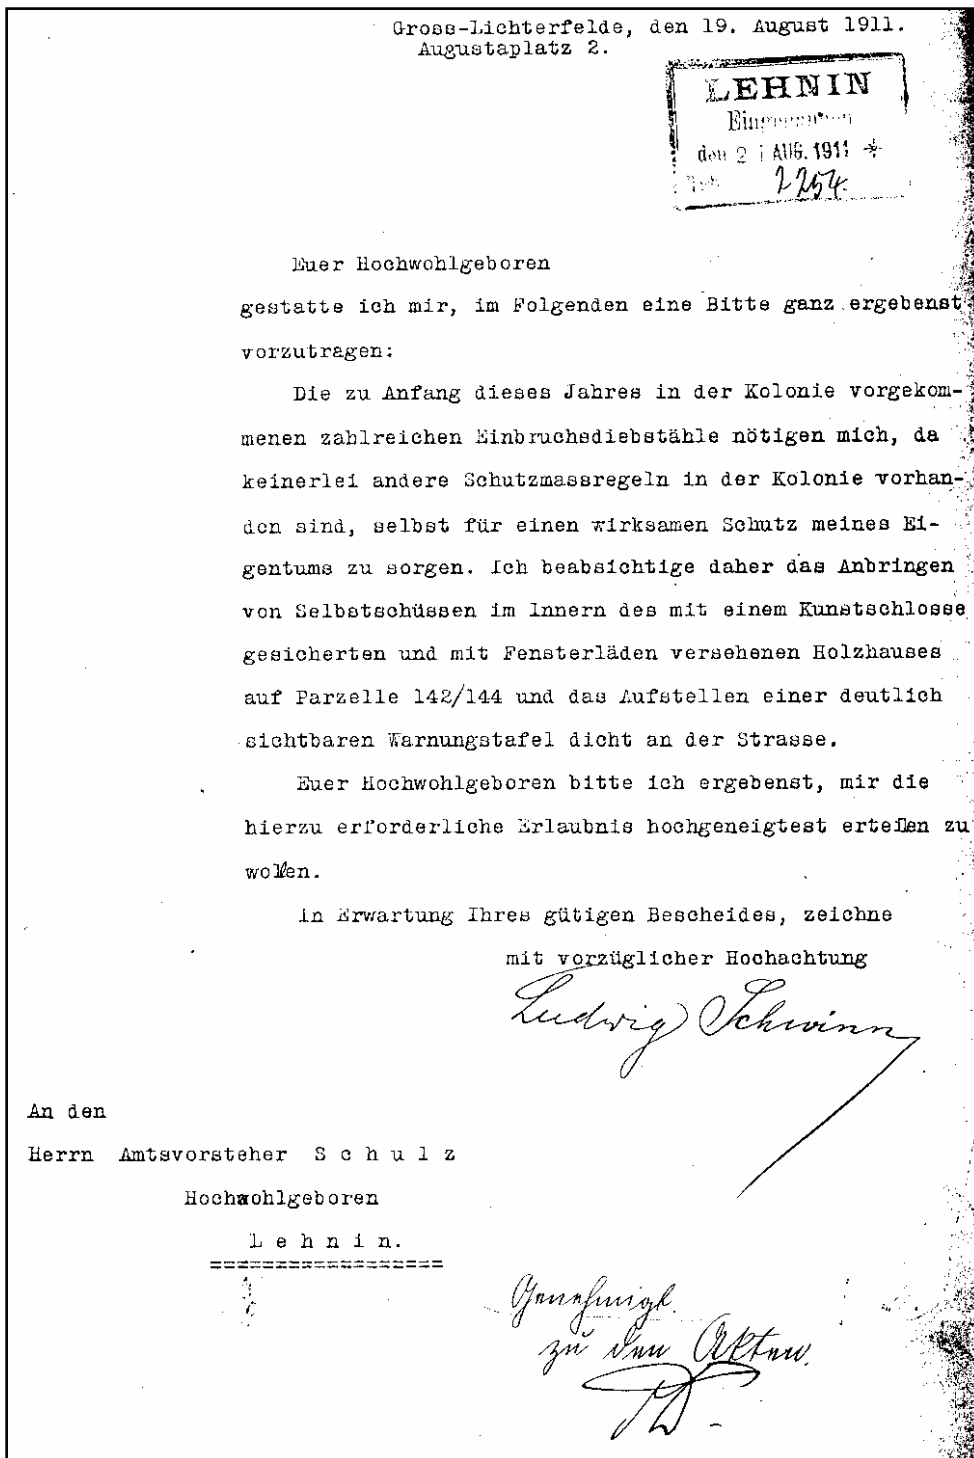 Gross-Lichterfelde, den 19. August 1911.
Augustaplatz 2.
LEHNIN
den 2 AUG. 1911
2254.
Euer Hochwohlgeboren
gestatte ich mir, im Folgenden eine Bitte ganz ergebenst
vorzutragen:
Die zu Anfang dieses Jahres in der Kolonie vorgekom-
menen zahlreichen Einbruchsdiebstähle nötigen mich, da
keinerlei andere Schutzmassregeln in der Kolonie vorhan-
den sind, selbst für einen wirksamen Schutz meines Ei-
gentums zu sorgen. Ich beabsichtige daher das Anbringen
von Selbstschüssen im Innern des mit einem Kunstschlosse
gesicherten und mit Fensterläden versehenen Holzhauses
auf Parzelle 142/144 und das Aufstellen einer deutlich
sichtbaren Warnungstafel dicht an der Strasse.
Euer Hochwohlgeboren bitte ich ergebenst, mir die
hierzu erforderliche Erlaubnis hochgeneigtest erteilen zu
wollen.
in Erwartung Ihres gütigen Bescheides, zeichne
mit vorzüglicher Hochachtung
Ludwig Schwinn
An den
Herrn Amtsvorsteher S c h u l z
Hochwohlgeboren
L e h n i n.
Genehmigt.
zu den Akten.